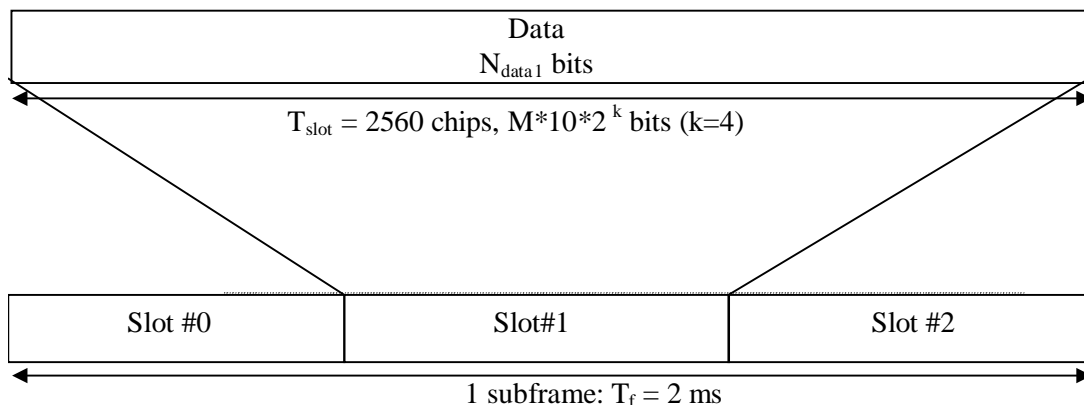 Data
N_data1 bits
T_slot = 2560 chips, M*10*2^k bits (k=4)
Slot #0 Slot#1 Slot #2
1 subframe: T_f = 2 ms